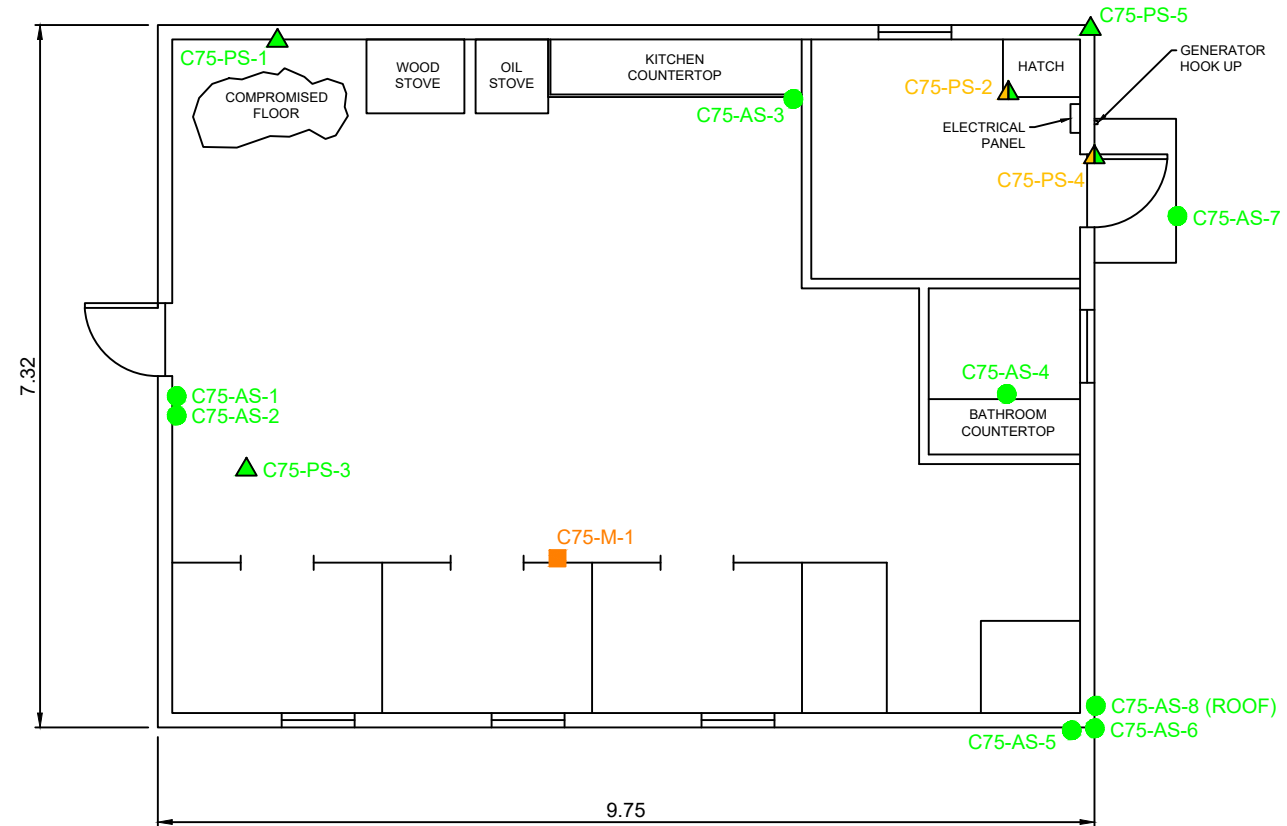 C75-PS-5
C75-PS-1
WOOD
STOVE
OIL
STOVE
KITCHEN
COUNTERTOP
HATCH
GENERATOR
HOOK UP
COMPROMISED
FLOOR
C75-PS-2
C75-AS-3
ELECTRICAL
PANEL
C75-PS-4
C75-AS-7
7.32
C75-AS-1
C75-AS-2
C75-AS-4
BATHROOM
COUNTERTOP
C75-PS-3
C75-M-1
C75-AS-8 (ROOF)
C75-AS-6
C75-AS-5
9.75